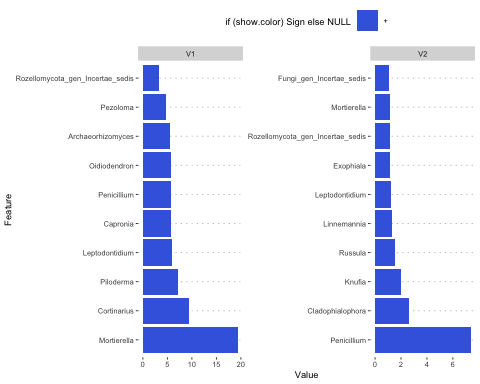 if (show.color) Sign else NULL +
V1
V2
Rozellomycota_gen_Incertae_sedis
Pezoloma
Archaeorhizomyces
Oidiodendron
Penicillium
Capronia
Leptodontidium
Piloderma
Cortinarius
Mortierella
Fungi_gen_Incertae_sedis
Mortierella
Rozellomycota_gen_Incertae_sedis
Exophiala
Leptodontidium
Linnemannia
Russula
Knufia
Cladophialophora
Penicillium
0 5 10 15 20
0 2 4 6
Feature
Value